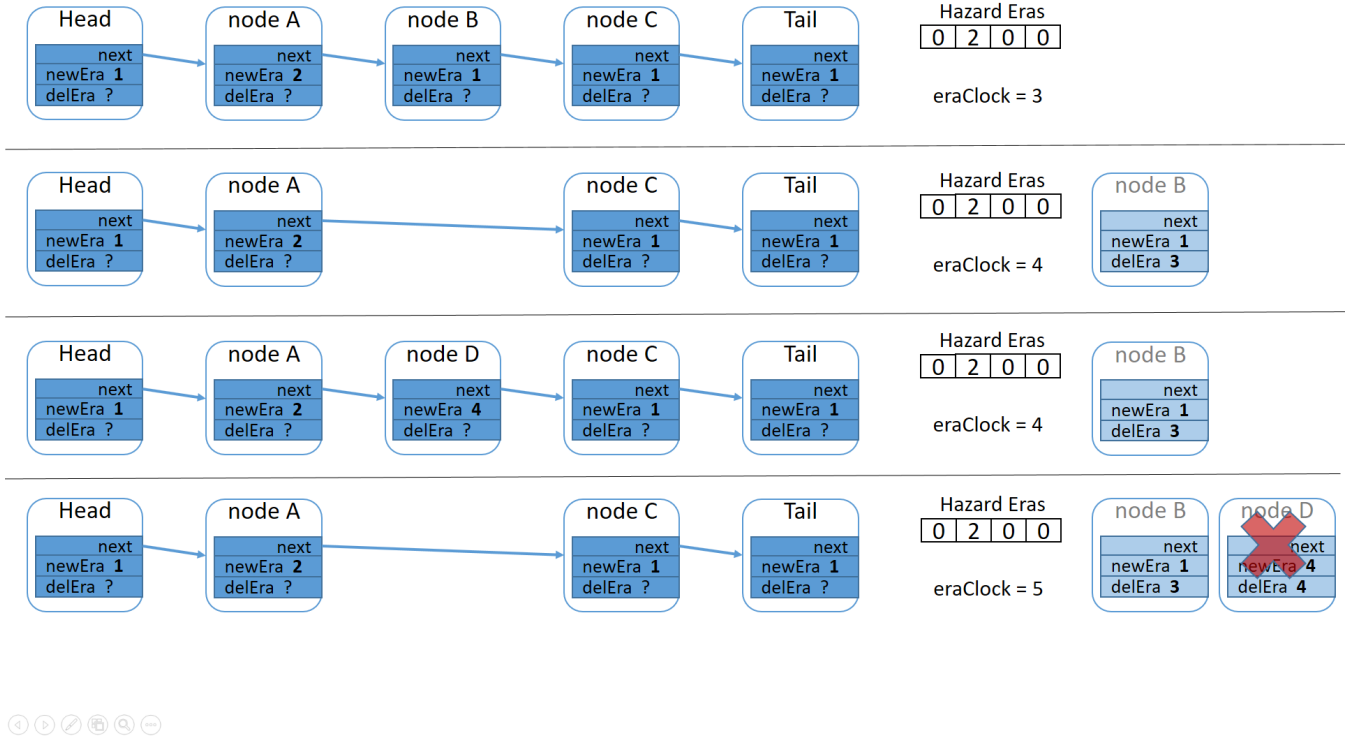 Head node A node B node C Tail Hazard Eras
0 2 0 0
next next next next next
newEra 1 newEra 2 newEra 1 newEra 1 newEra 1
delEra ? delEra ? delEra ? delEra ? delEra ? eraClock = 3
Head node A node C Tail Hazard Eras node B
0 2 0 0
next next next next next
newEra 1 newEra 2 newEra 1 newEra 1 newEra 1
delEra ? delEra ? delEra ? delEra ? eraClock = 4 delEra 3
Head node A node D node C Tail Hazard Eras node B
0 2 0 0
next next next next next next
newEra 1 newEra 2 newEra 4 newEra 1 newEra 1 newEra 1
delEra ? delEra ? delEra ? delEra ? delEra ? eraClock = 4 delEra 3
Head node A node C Tail Hazard Eras node B node D
0 2 0 0
next next next next next next
newEra 1 newEra 2 newEra 1 newEra 1 newEra 1 newEra 4
delEra ? delEra ? delEra ? delEra ? eraClock = 5 delEra 3 delEra 4